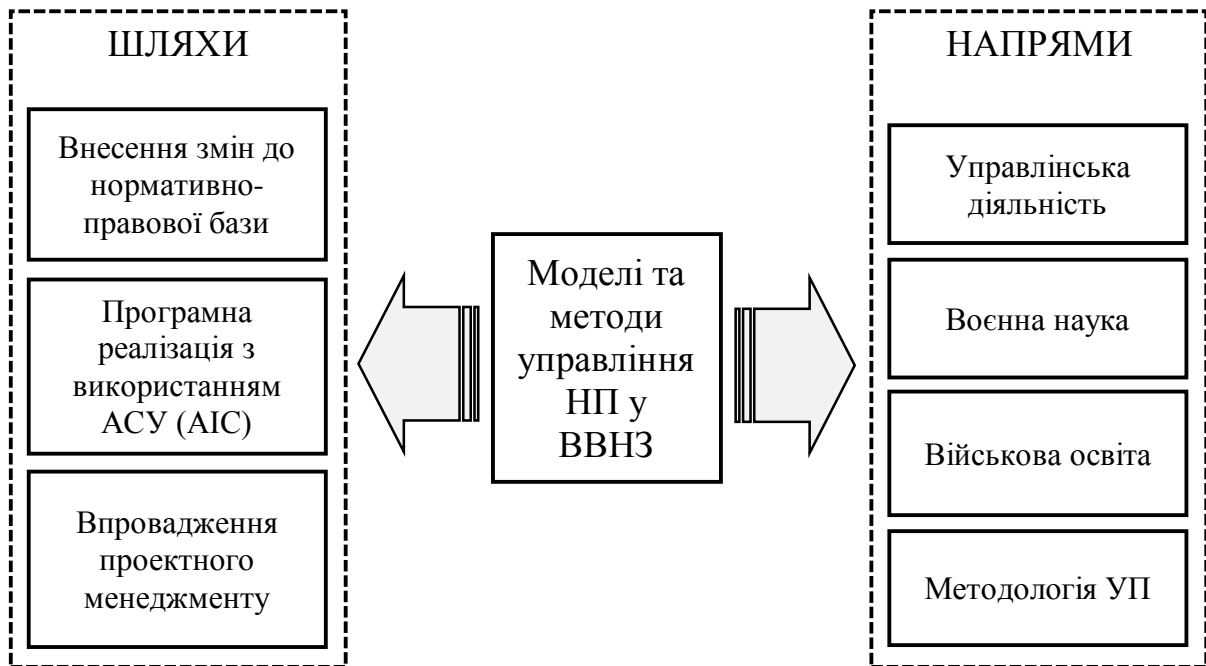 ШЛЯХИ
Внесення змін до
нормативно-
правової бази
Програмна
реалізація з
використанням
АСУ (АІС)
Впровадження
проектного
менеджменту
Моделі та
методи
управління
НП у
ВВНЗ
НАПРЯМИ
Управлінська
діяльність
Воєнна наука
Військова освіта
Методологія УП